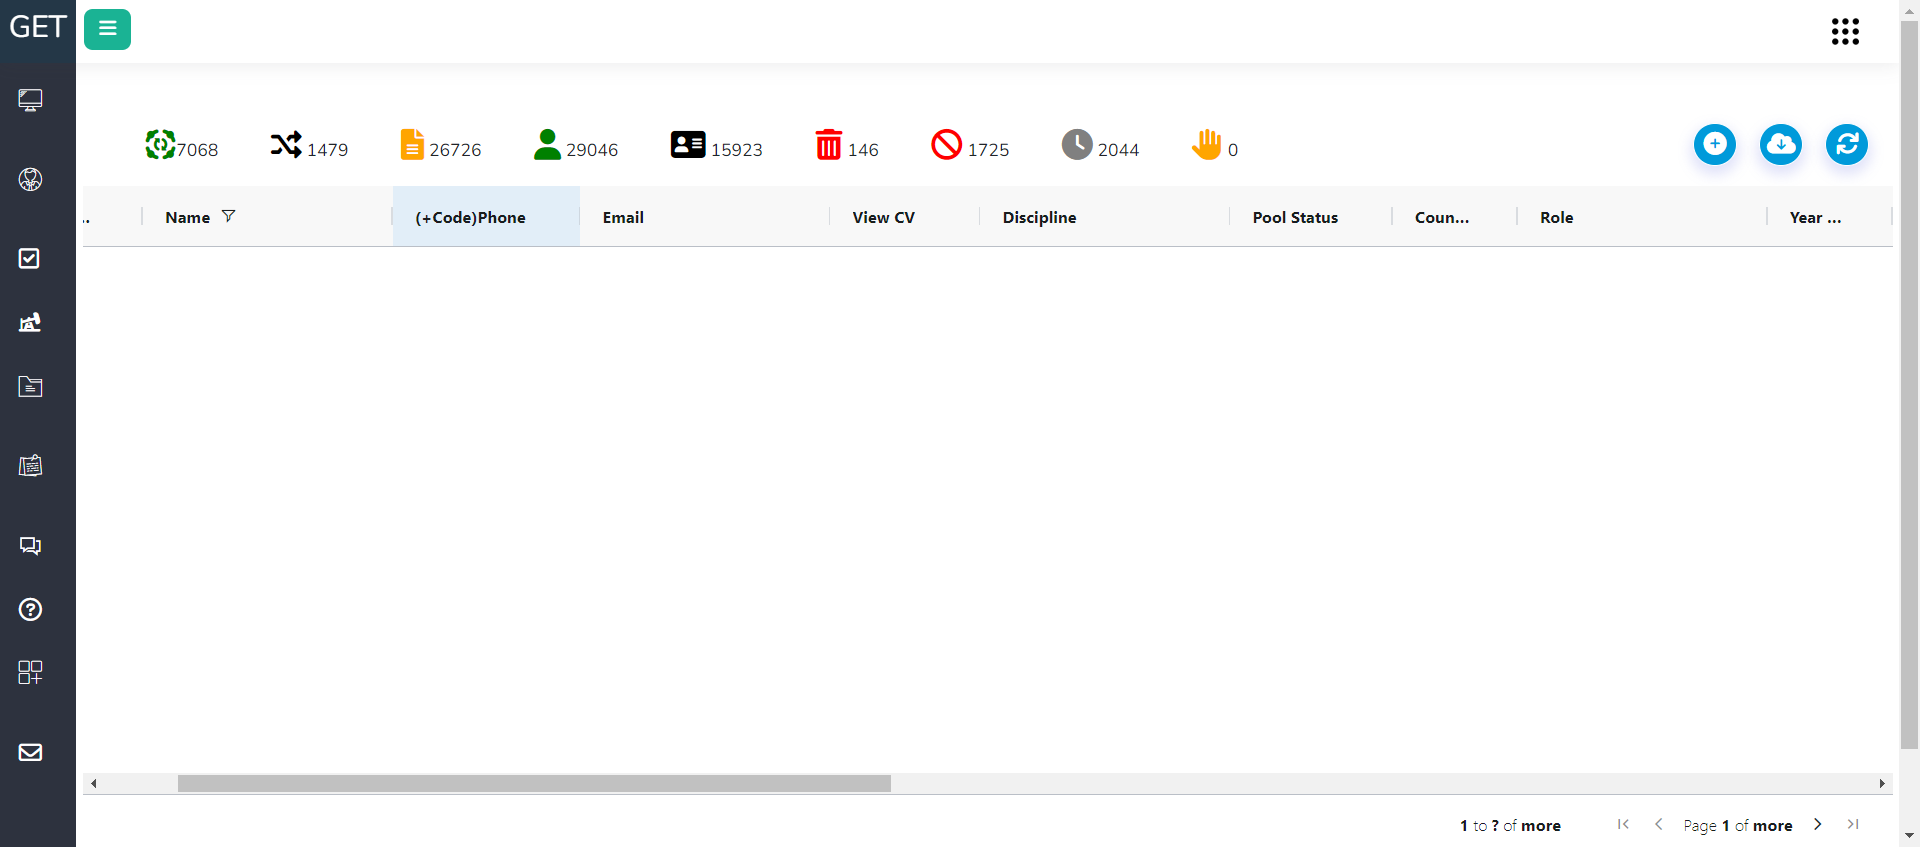 GET
7068 1479 26726 29046 15923 146 1725 2044 0
.. Name (+Code)Phone Email View CV Discipline Pool Status Coun... Role Year ...
1 to ? of more Page 1 of more